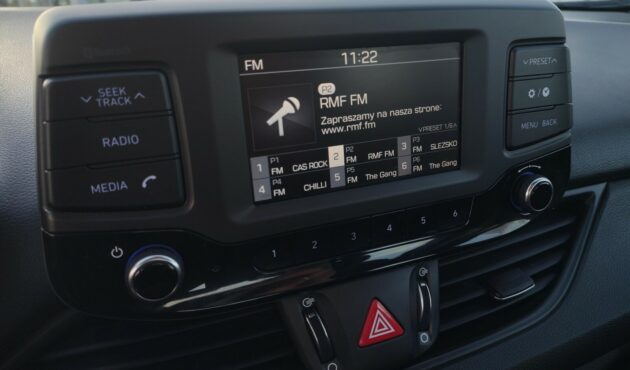 Bluetooth
FM 11:22
SEEK
TRACK
RADIO
MEDIA
P2
RMF FM
Zapraszamy na nasza strone:
www.rmf.fm
PRESET 1/6
1 P1 FM CAS ROCK
2 P2 FM RMF FM
3 P3 FM SLEZSKO
4 P4 FM CHILLI
5 P5 FM The Gang
6 P6 FM The Gang
PRESET
MENU BACK
1 2 3 4 5 6